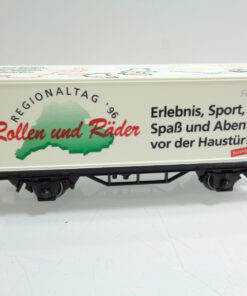 REGIONALTAG '96
Rollen und Räder
Erlebnis, Sport,
Spaß und Aben
vor der Haustür